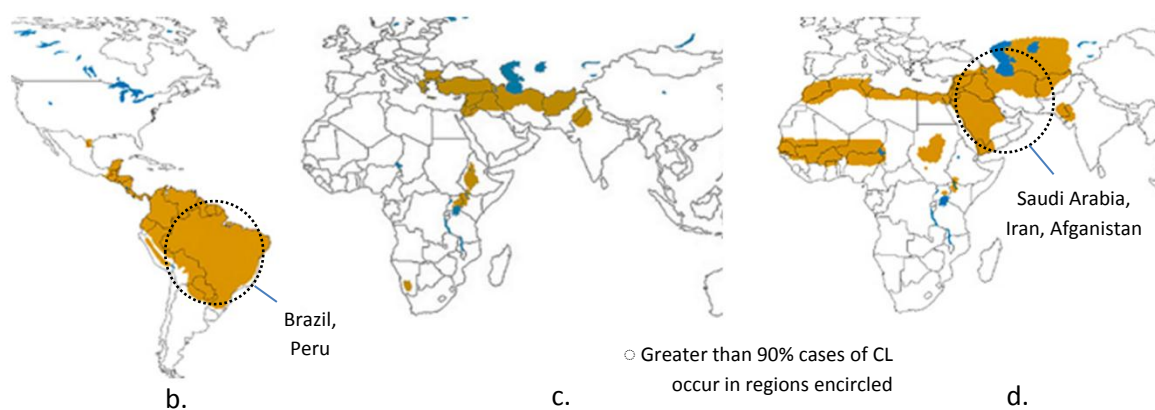 Saudi Arabia,
Iran, Afganistan
Brazil,
Peru
Greater than 90% cases of CL
occur in regions encircled
b.
c.
d.